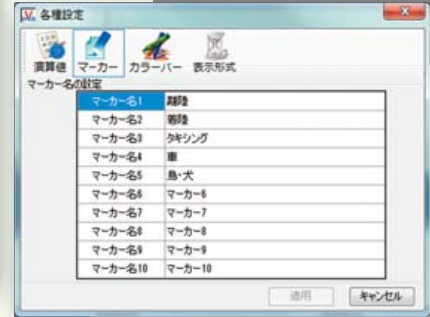 各種設定
演算値 マーカー カラーバー 表示形式
マーカー名の設定
マーカー名1 離陸
マーカー名2 着陸
マーカー名3 タキシング
マーカー名4 車
マーカー名5 鳥・犬
マーカー名6 マーカー6
マーカー名7 マーカー7
マーカー名8 マーカー8
マーカー名9 マーカー9
マーカー名10 マーカー10
適用 キャンセル